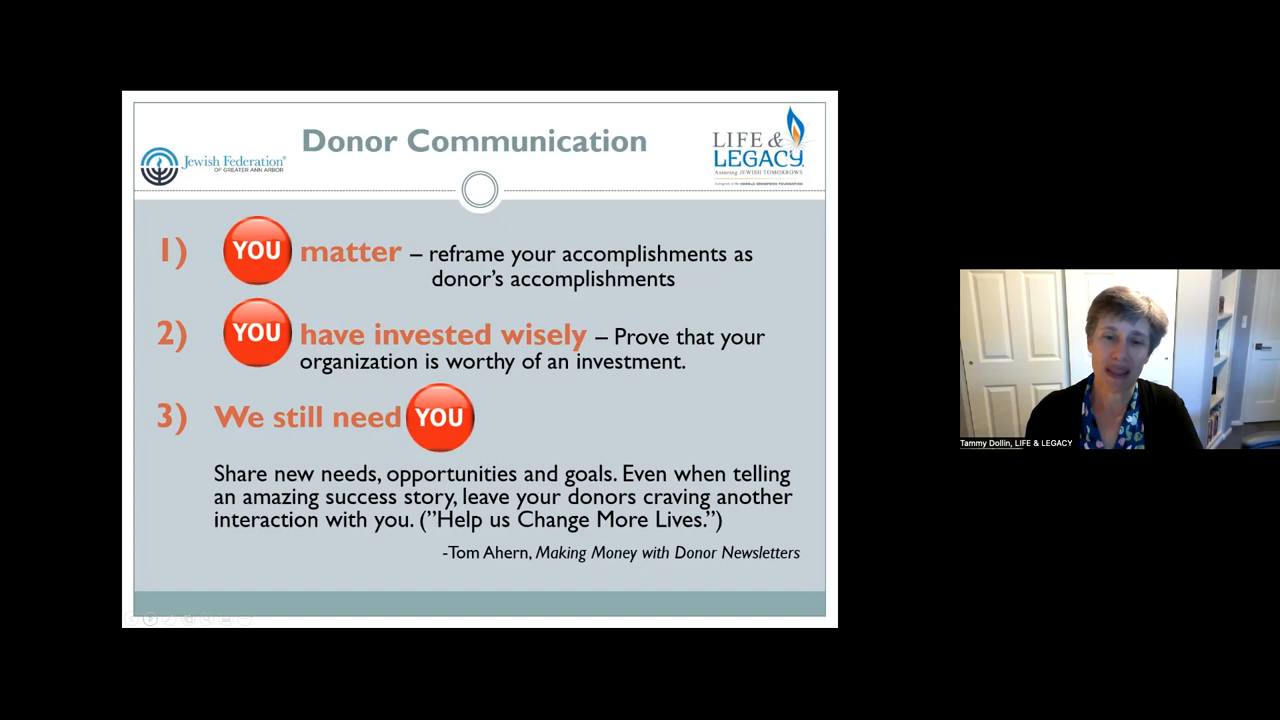 Donor Communication
Jewish Federation®
OF GREATER ANN ARBOR
LIFE &
LEGACY
Assuring JEWISH TOMORROWS
1) YOU matter – reframe your accomplishments as
donor’s accomplishments
2) YOU have invested wisely – Prove that your
organization is worthy of an investment.
3) We still need YOU
Share new needs, opportunities and goals. Even when telling
an amazing success story, leave your donors craving another
interaction with you. (”Help us Change More Lives.”)
-Tom Ahern, Making Money with Donor Newsletters
Tammy Dollin, LIFE & LEGACY